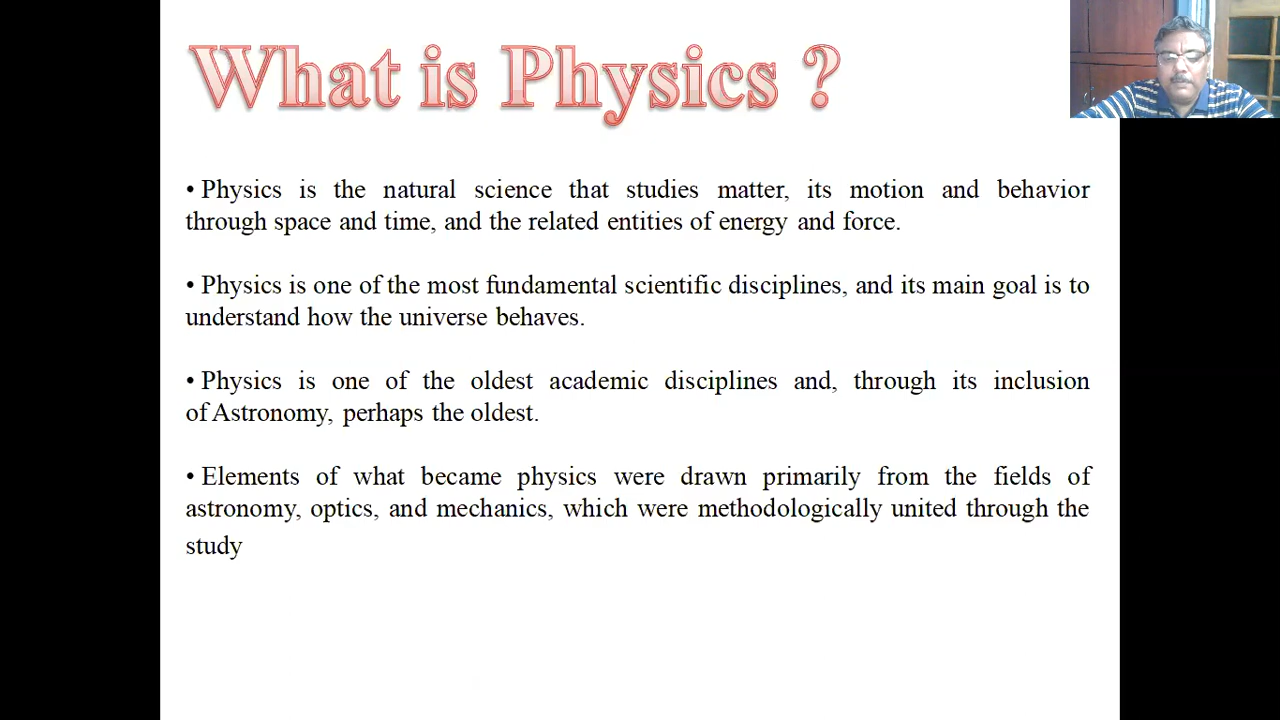 What is Physics ?
• Physics is the natural science that studies matter, its motion and behavior
through space and time, and the related entities of energy and force.
• Physics is one of the most fundamental scientific disciplines, and its main goal is to
understand how the universe behaves.
• Physics is one of the oldest academic disciplines and, through its inclusion
of Astronomy, perhaps the oldest.
• Elements of what became physics were drawn primarily from the fields of
astronomy, optics, and mechanics, which were methodologically united through the
study